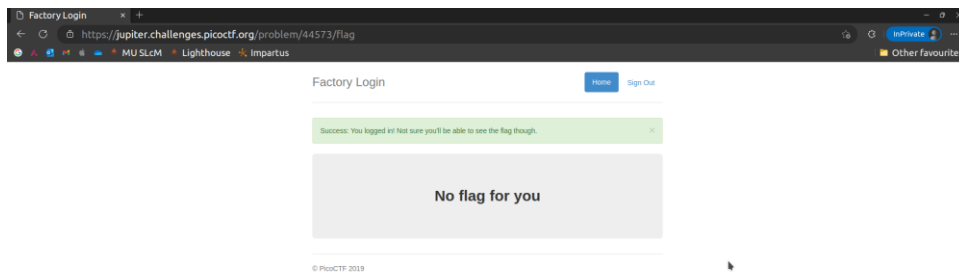 Factory Login
https://jupiter.challenges.picoctf.org/problem/44573/flag
InPrivate
MU SLcM
Lighthouse
Impartus
Other favourite
Factory Login
Home
Sign Out
Success: You logged in! Not sure you'll be able to see the flag though.
No flag for you
© PicoCTF 2019